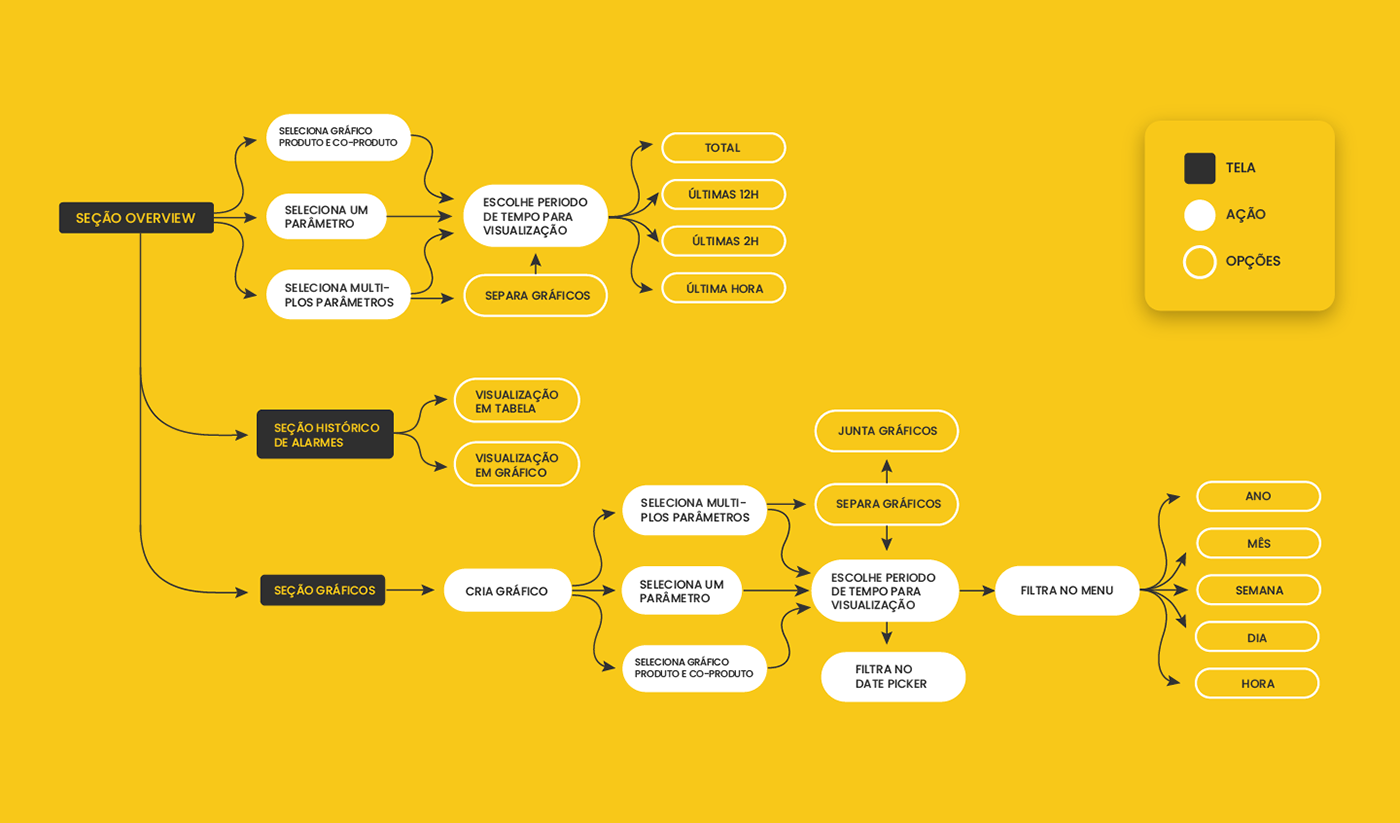 SELECIONA GRÁFICO
PRODUTO E CO-PRODUTO
SEÇÃO OVERVIEW
SELECIONA UM
PARÂMETRO
SELECIONA MULTI-
PLOS PARÂMETROS
ESCOLHE PERIODO
DE TEMPO PARA
VISUALIZAÇÃO
SEPARA GRÁFICOS
TOTAL
ÚLTIMAS 12H
ÚLTIMAS 2H
ÚLTIMA HORA
TELA
AÇÃO
OPÇÕES
SEÇÃO HISTÓRICO
DE ALARMES
VISUALIZAÇÃO
EM TABELA
VISUALIZAÇÃO
EM GRÁFICO
SEÇÃO GRÁFICOS
CRIA GRÁFICO
SELECIONA MULTI-
PLOS PARÂMETROS
SELECIONA UM
PARÂMETRO
SELECIONA GRÁFICO
PRODUTO E CO-PRODUTO
JUNTA GRÁFICOS
SEPARA GRÁFICOS
ESCOLHE PERIODO
DE TEMPO PARA
VISUALIZAÇÃO
FILTRA NO
DATE PICKER
FILTRA NO MENU
ANO
MÊS
SEMANA
DIA
HORA